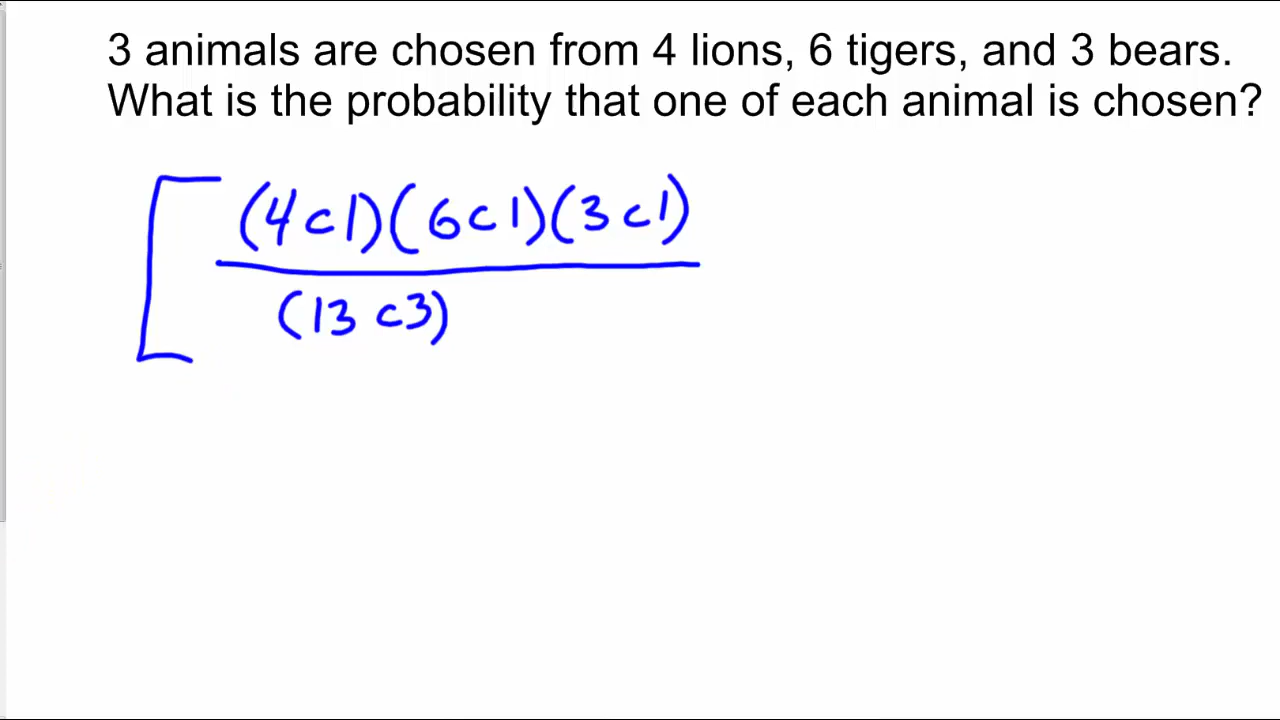 3 animals are chosen from 4 lions, 6 tigers, and 3 bears.
What is the probability that one of each animal is chosen?
(4c1)(6c1)(3c1)
(13c3)